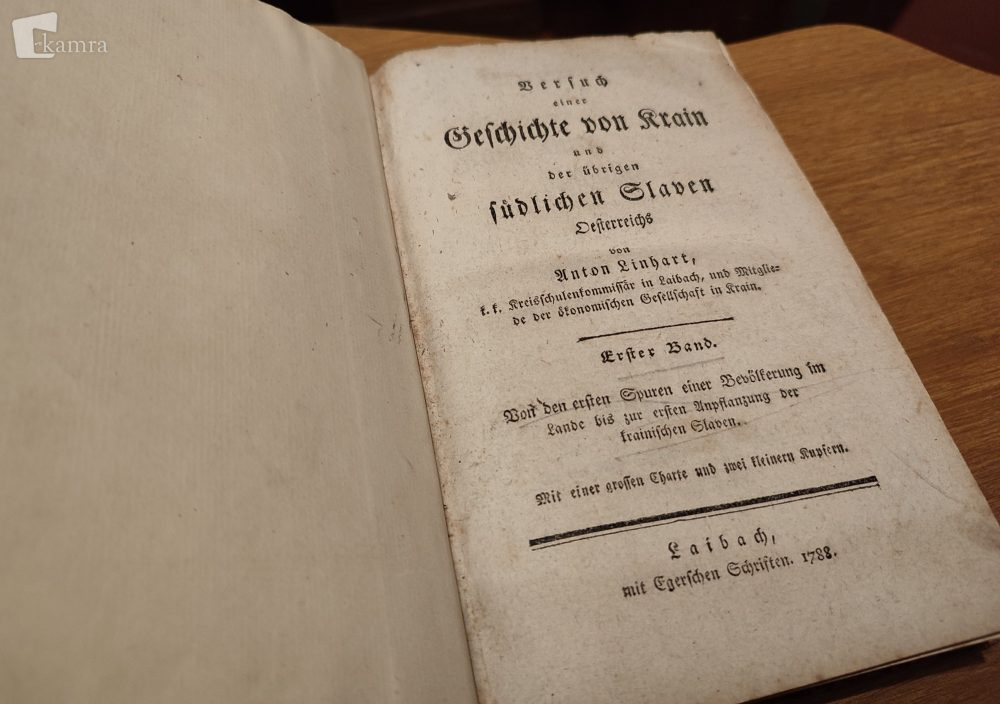 kamra
Versuch
einer
Geschichte von Krain
und
der übrigen
südlichen Slaven
Oesterreichs
von
Anton Linhart,
k. k. Kreisschulenkommissär in Laibach, und Mitglie-
de der ökonomischen Gesellschaft in Krain.
Erster Band.
Von den ersten Spuren einer Bevölkerung im
Lande bis zur ersten Anpflanzung der
krainischen Slaven.
Mit einer grossen Charte und zwei kleinern Kupfern.
Laibach,
mit Egerschen Schriften. 1788.